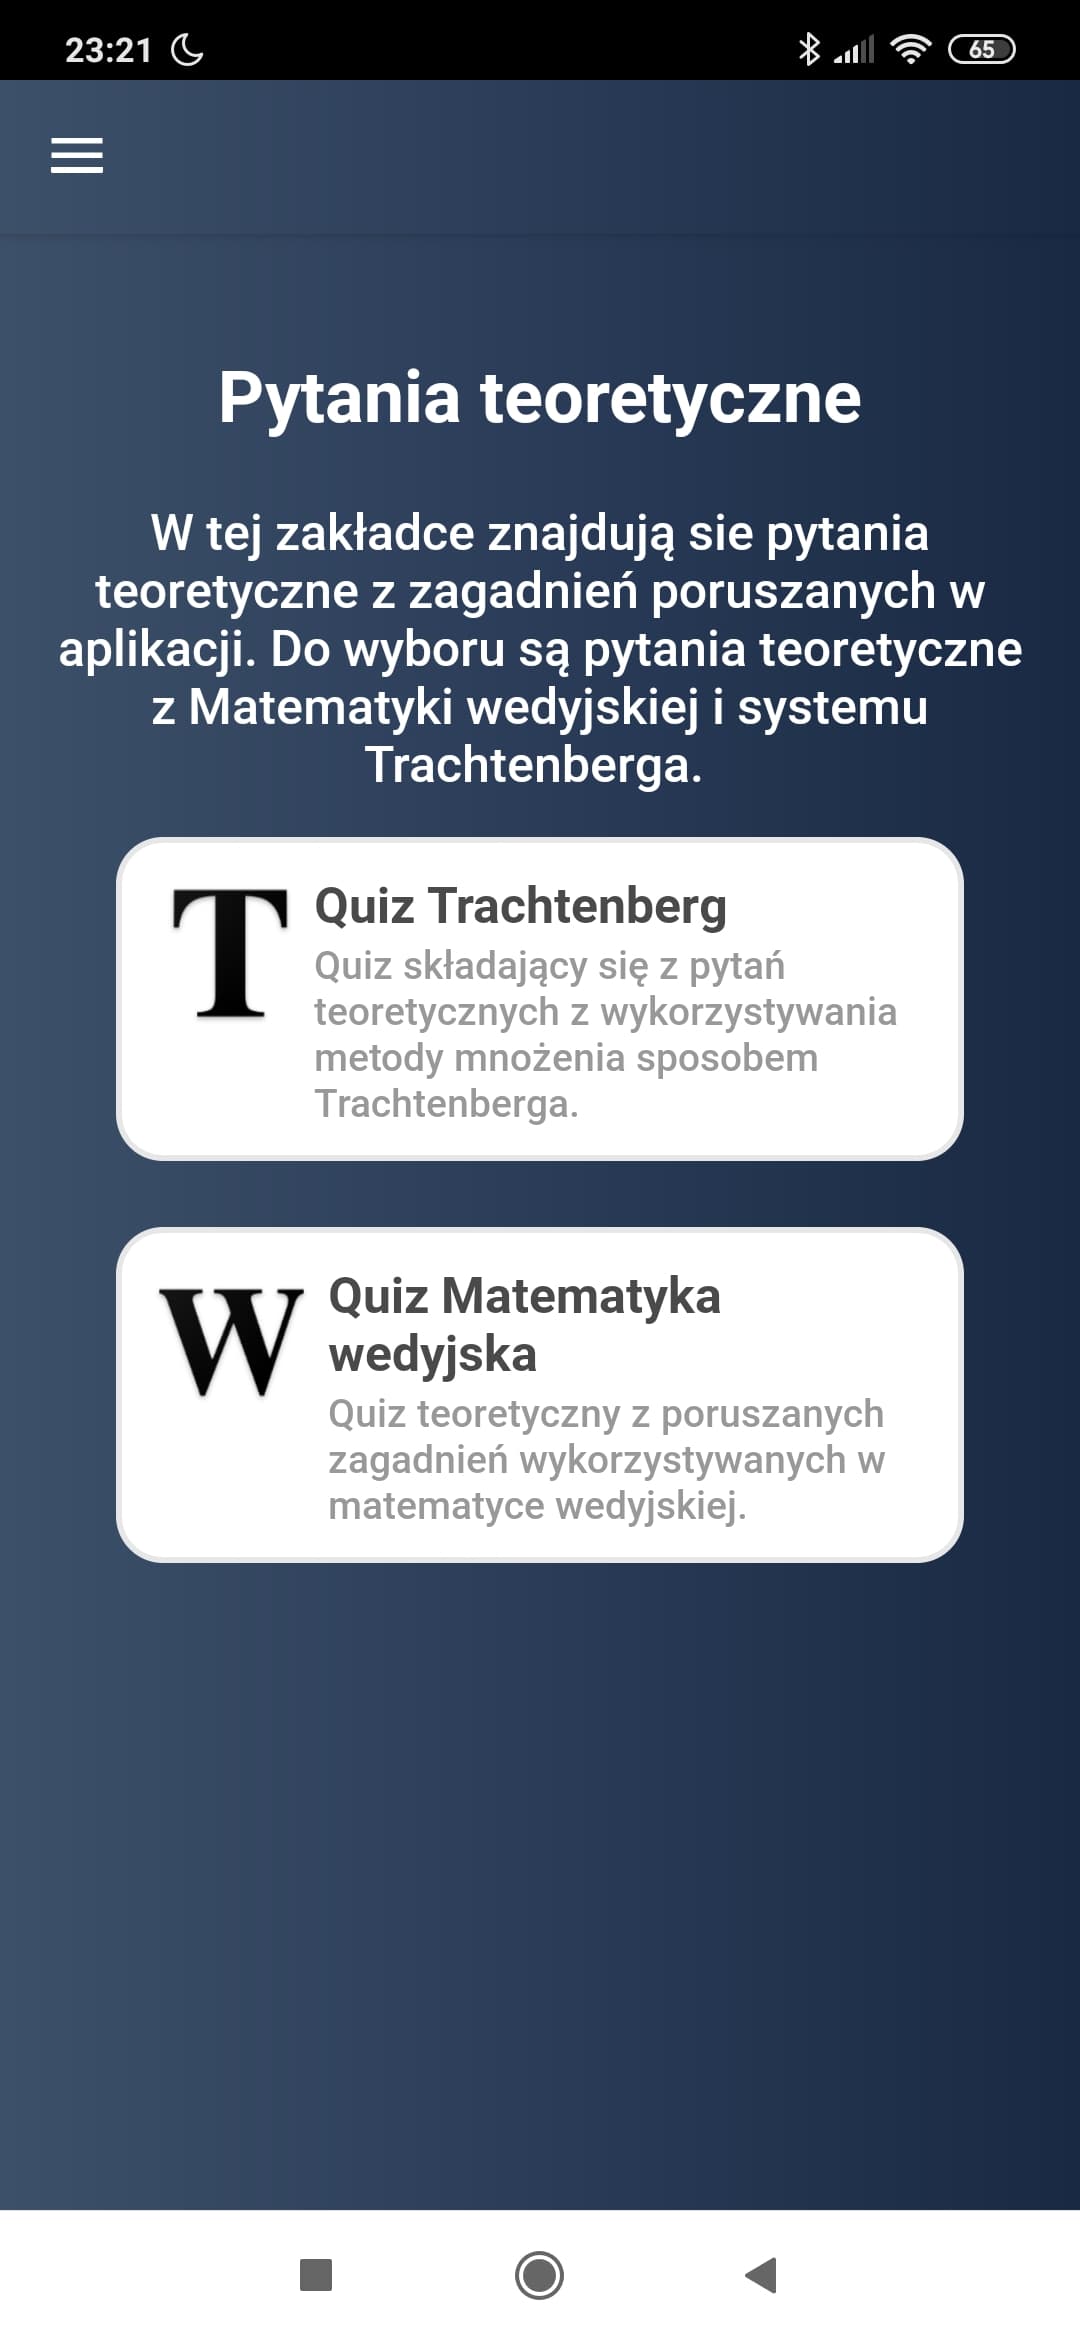 23:21
65
Pytania teoretyczne
W tej zakładce znajdują sie pytania
teoretyczne z zagadnień poruszanych w
aplikacji. Do wyboru są pytania teoretyczne
z Matematyki wedyjskiej i systemu
Trachtenberga.
T
Quiz Trachtenberg
Quiz składający się z pytań
teoretycznych z wykorzystywania
metody mnożenia sposobem
Trachtenberga.
W
Quiz Matematyka
wedyjska
Quiz teoretyczny z poruszanych
zagadnień wykorzystywanych w
matematyce wedyjskiej.